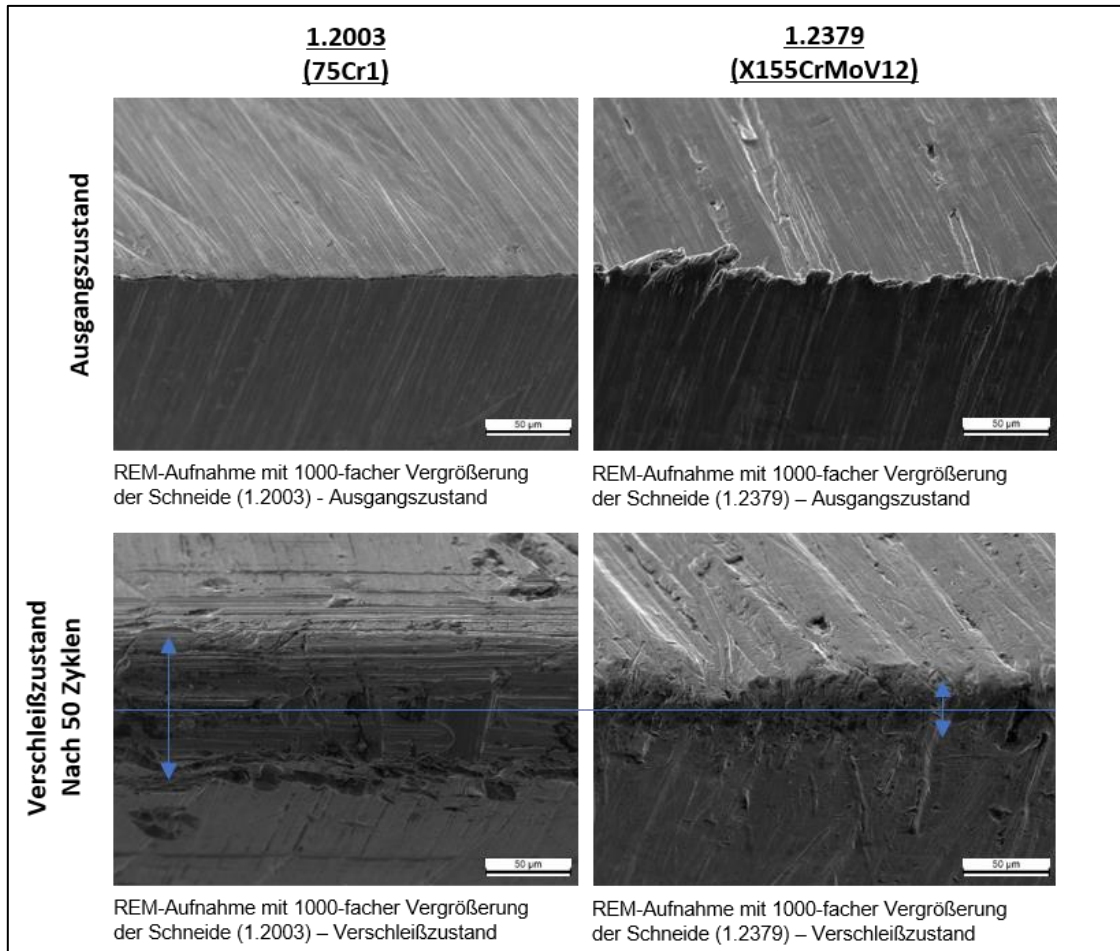 1.2003
(75Cr1)
1.2379
(X155CrMoV12)
Ausgangszustand
50 µm
50 µm
REM-Aufnahme mit 1000-facher Vergrößerung
der Schneide (1.2003) - Ausgangszustand
REM-Aufnahme mit 1000-facher Vergrößerung
der Schneide (1.2379) – Ausgangszustand
Verschleißzustand
Nach 50 Zyklen
50 µm
50 µm
REM-Aufnahme mit 1000-facher Vergrößerung
der Schneide (1.2003) – Verschleißzustand
REM-Aufnahme mit 1000-facher Vergrößerung
der Schneide (1.2379) – Verschleißzustand